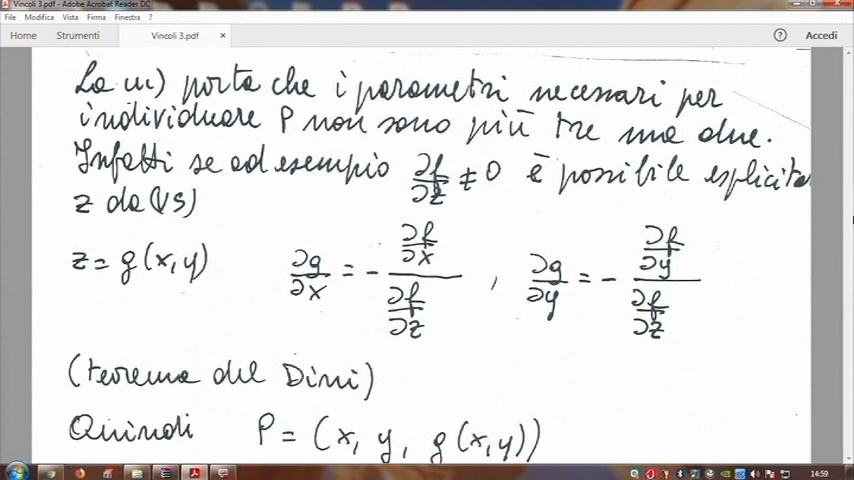 Vincoli 3.pdf - Adobe Acrobat Reader DC
File Modifica Vista Firma Finestra ?
Home Strumenti Vincoli 3.pdf × Accedi
La porta che i parametri necessari per
individuare P non sono più tre ma due.
Infatti se ad esempio ∂f/∂z ≠ 0 è possibile esplicita
z da (VS)
z = g(x,y) ∂g/∂x = - (∂f/∂x)/(∂f/∂z) , ∂g/∂y = - (∂f/∂y)/(∂f/∂z)
(teorema del Dini)
Quindi P = (x, y, g(x,y))
14:59